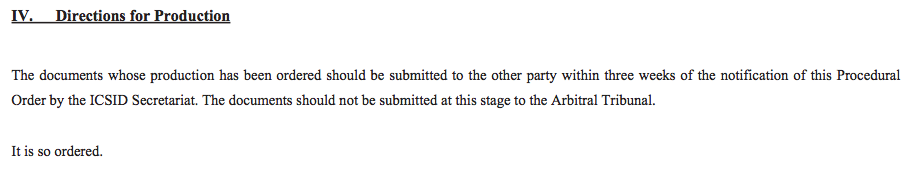 IV. Directions for Production
The documents whose production has been ordered should be submitted to the other party within three weeks of the notification of this Procedural
Order by the ICSID Secretariat. The documents should not be submitted at this stage to the Arbitral Tribunal.
It is so ordered.